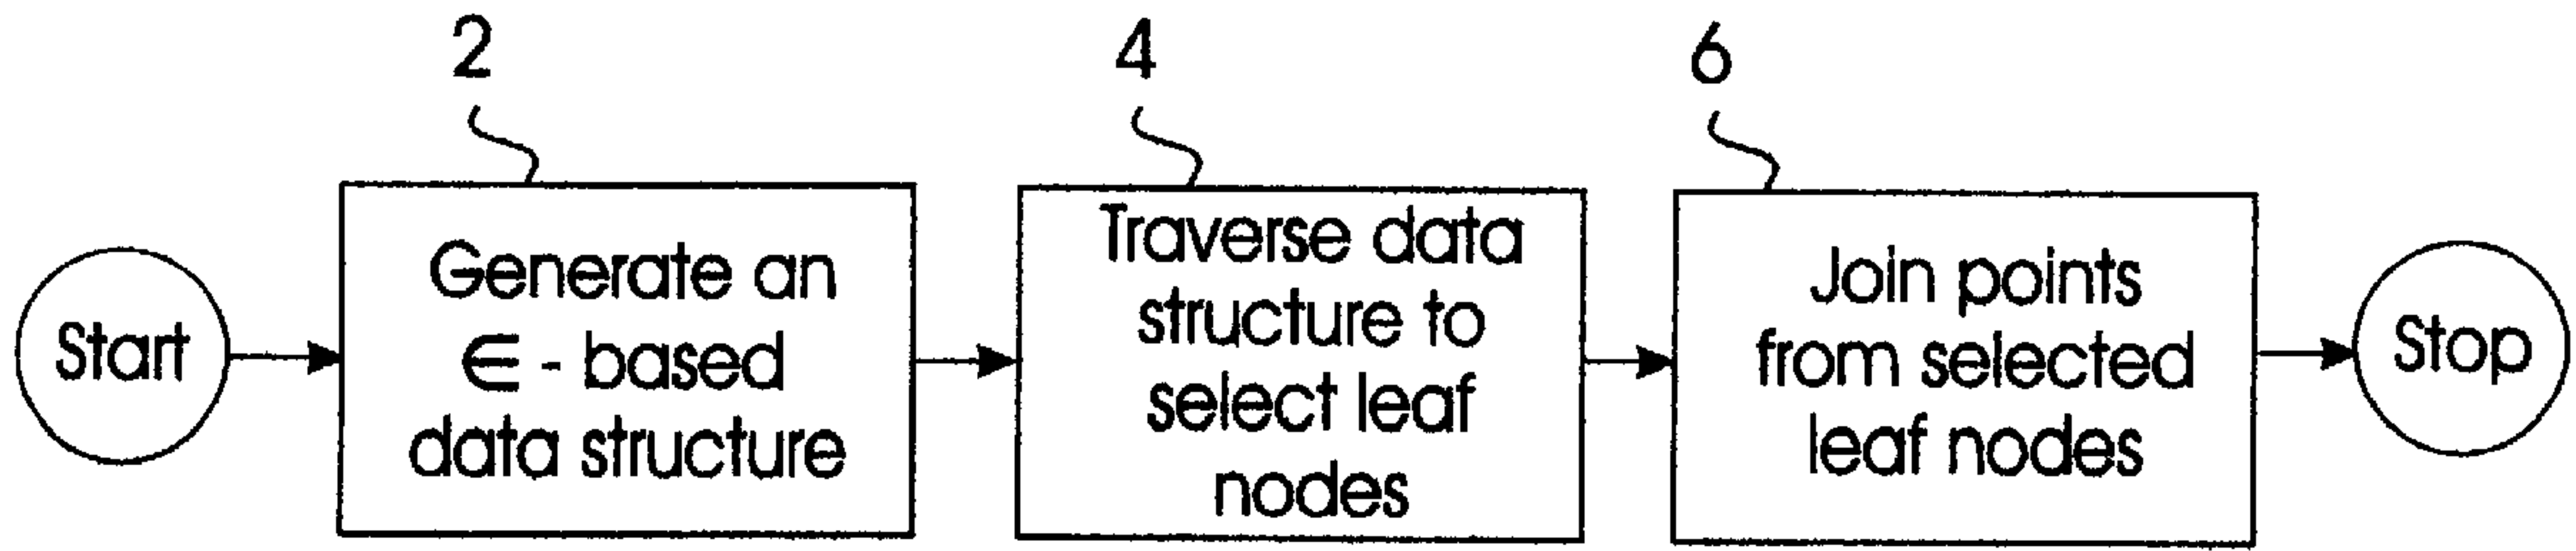 2
4
6
Start
Generate an
∈ - based
data structure
Traverse data
structure to
select leaf
nodes
Join points
from selected
leaf nodes
Stop